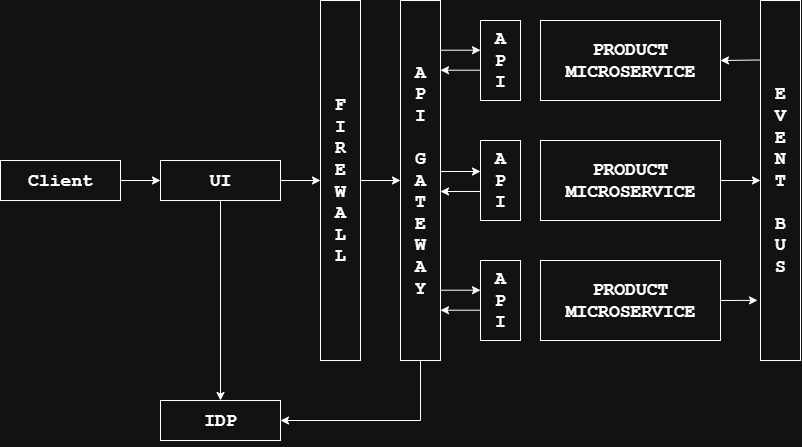 Client
UI
FIREWALL
API GATEWAY
API
PRODUCT
MICROSERVICE
API
PRODUCT
MICROSERVICE
API
PRODUCT
MICROSERVICE
EVENT BUS
IDP